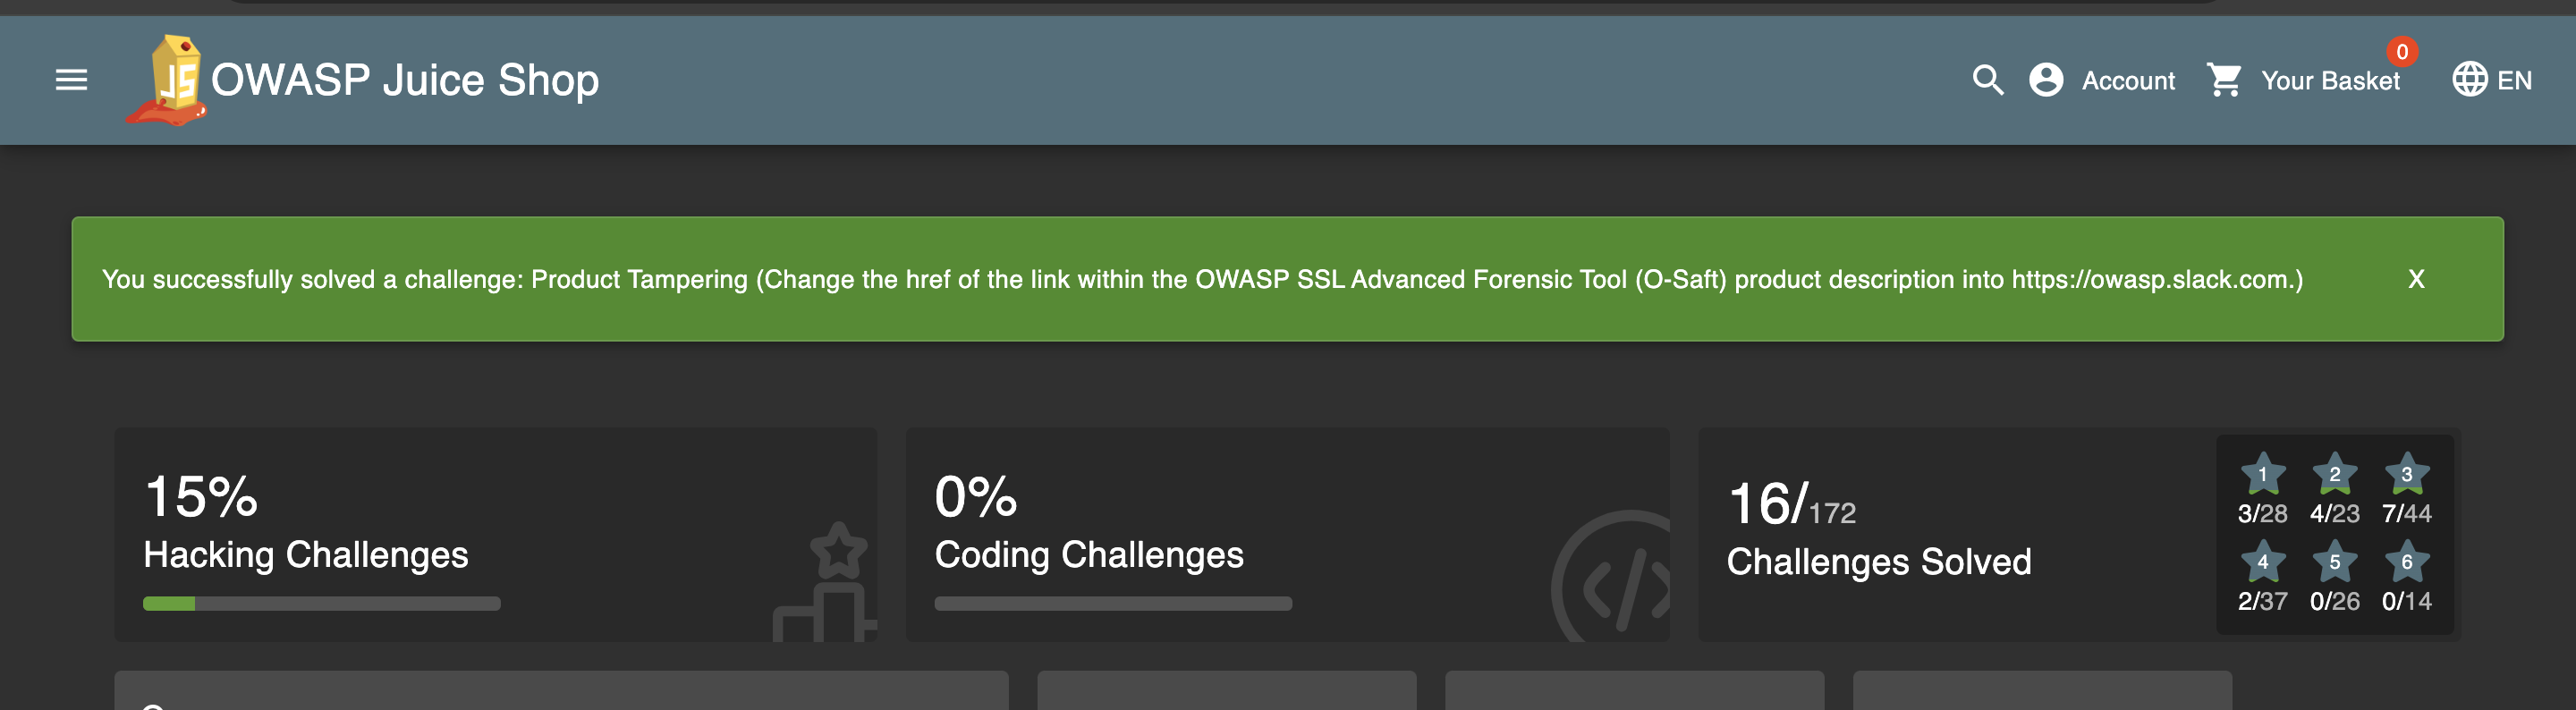 JS
OWASP Juice Shop
Account
Your Basket
0
EN
You successfully solved a challenge: Product Tampering (Change the href of the link within the OWASP SSL Advanced Forensic Tool (O-Saft) product description into https://owasp.slack.com.)
X
15%
Hacking Challenges
0%
Coding Challenges
16/172
Challenges Solved
1 2 3
3/28 4/23 7/44
4 5 6
2/37 0/26 0/14